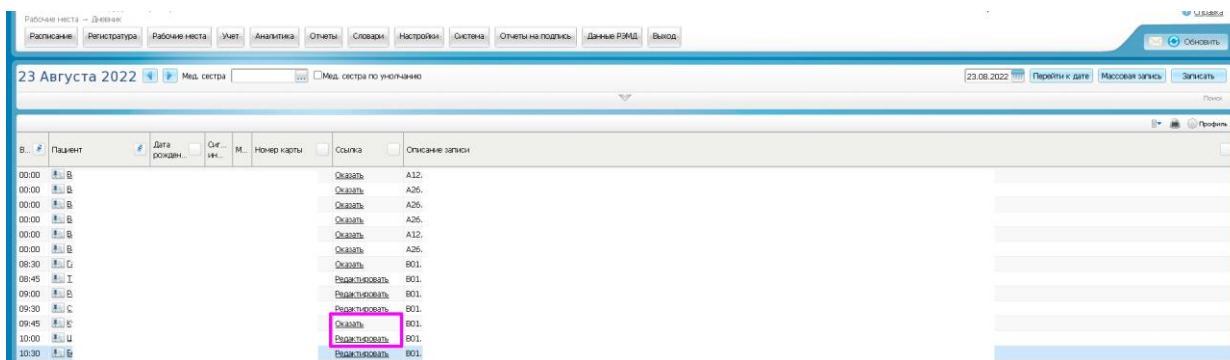 Рабочие места → Дневник
Справка
Расписание Регистратура Рабочие места Учет Аналитика Отчеты Словари Настройки Система Отчеты на подпись Данные РЭМД Выход
Обновить
23 Августа 2022 Мед. сестра ... Мед. сестра по умолчанию 23.08.2022 Перейти к дате Массовая запись Записать
Поиск
Профиль
В... Пациент Дата рожден... Сиг... ин... М... Номер карты Ссылка Описание записи
00:00 В Оказать A12.
00:00 В Оказать A26.
00:00 В Оказать A26.
00:00 В Оказать A26.
00:00 В Оказать A12.
00:00 В Оказать A26.
08:30 Оказать B01.
08:45 Редактировать B01.
09:00 В Редактировать B01.
09:30 С Редактировать B01.
09:45 Оказать B01.
10:00 Редактировать B01.
10:30 Редактировать B01.